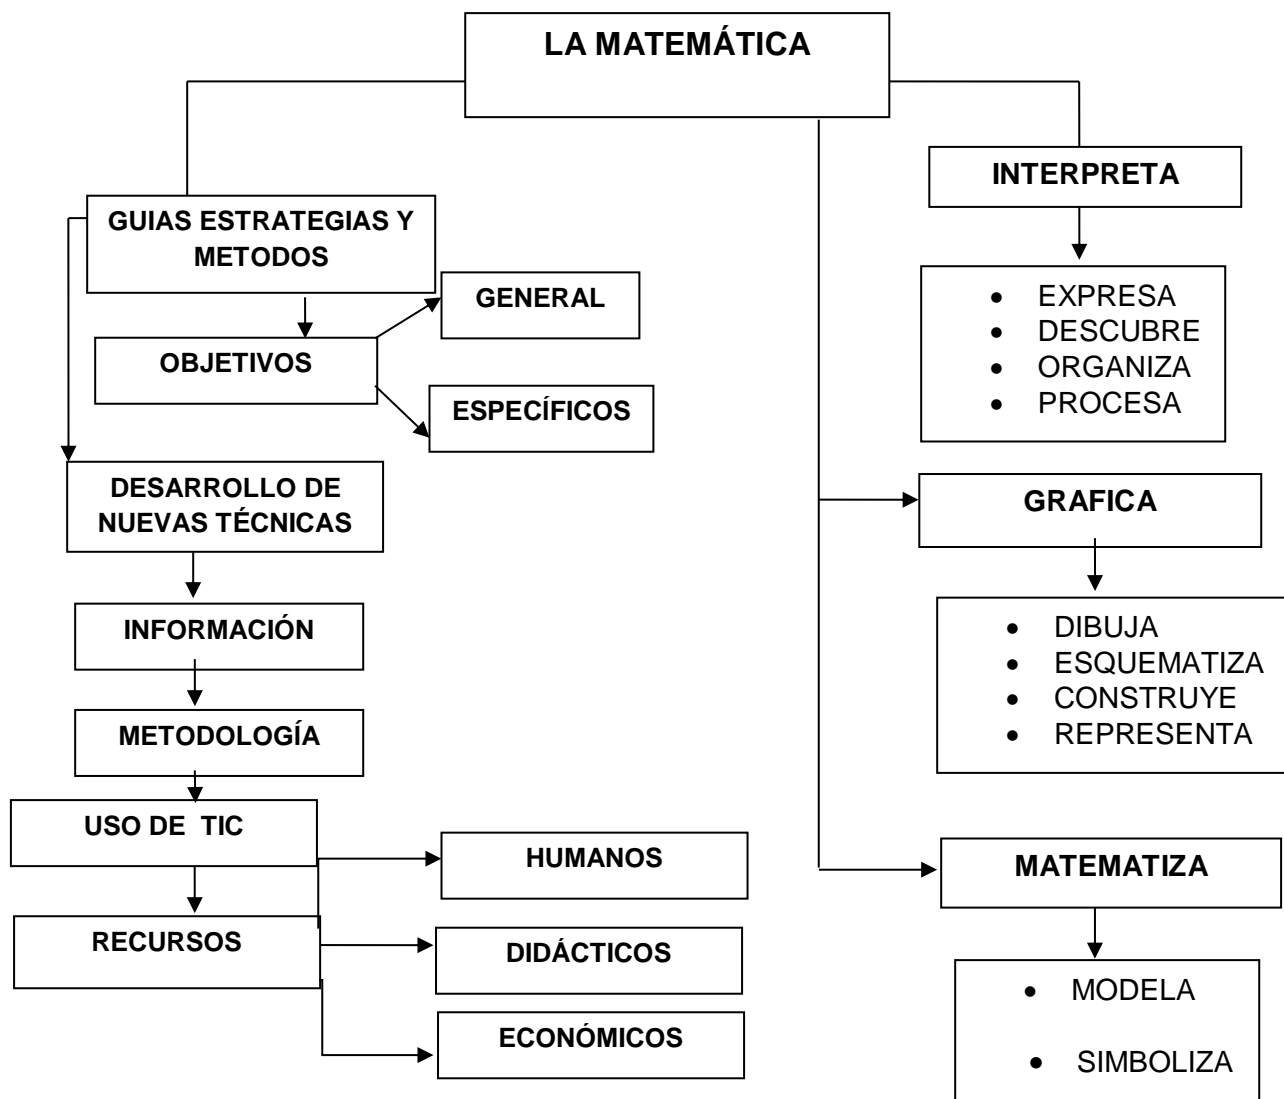 LA MATEMÁTICA
GUIAS ESTRATEGIAS Y
METODOS
OBJETIVOS
GENERAL
ESPECÍFICOS
DESARROLLO DE
NUEVAS TÉCNICAS
INFORMACIÓN
METODOLOGÍA
USO DE TIC
RECURSOS
HUMANOS
DIDÁCTICOS
ECONÓMICOS
INTERPRETA
• EXPRESA
• DESCUBRE
• ORGANIZA
• PROCESA
GRAFICA
• DIBUJA
• ESQUEMATIZA
• CONSTRUYE
• REPRESENTA
MATEMATIZA
• MODELA
• SIMBOLIZA